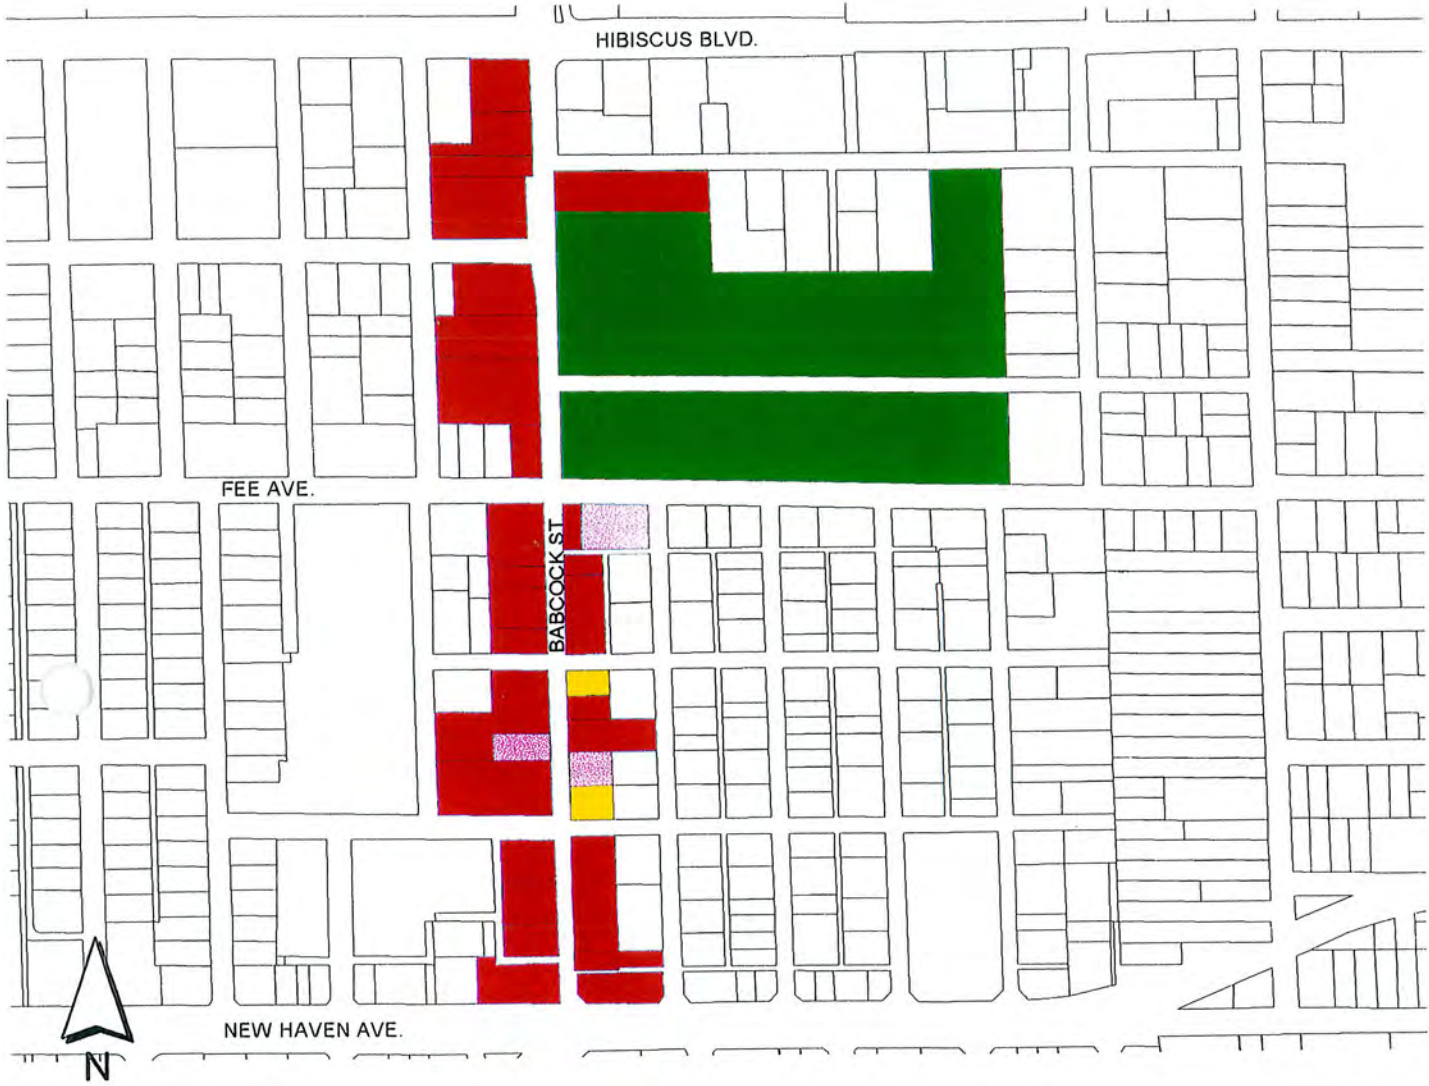 HIBISCUS BLVD.
FEE AVE.
BABCOCK ST.
NEW HAVEN AVE.
N